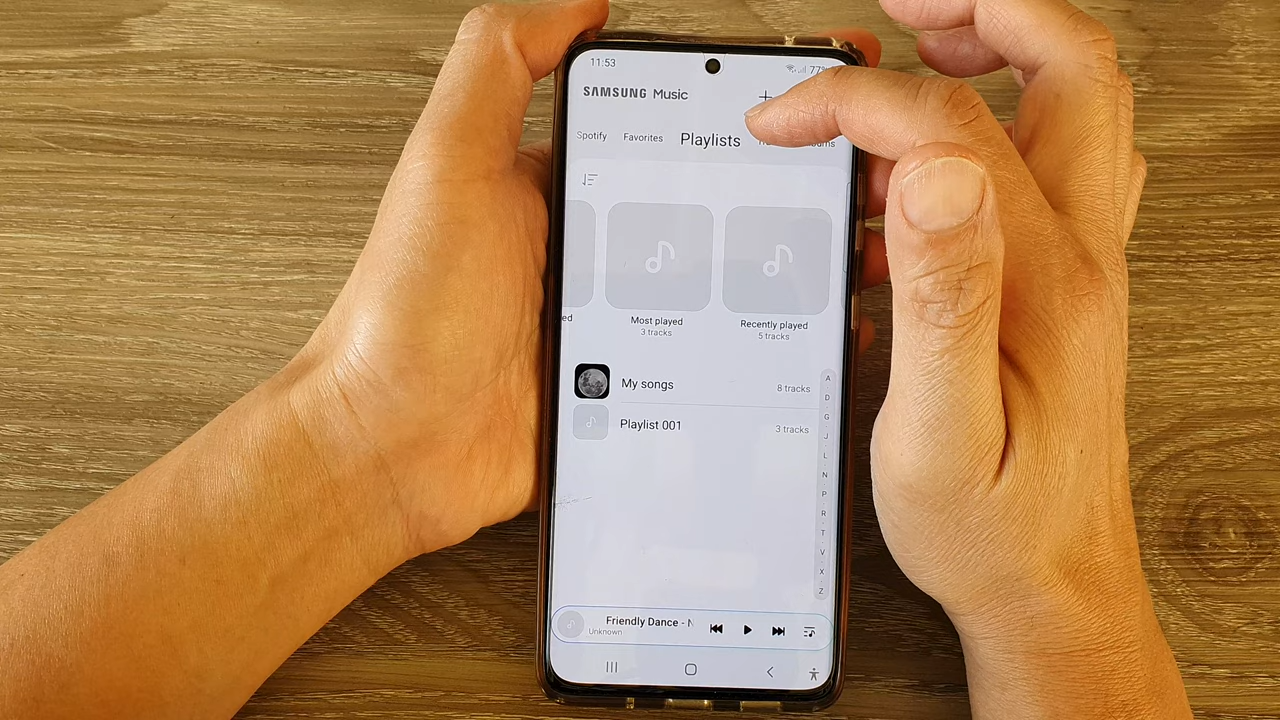 11:53 77%
SAMSUNG Music
Spotify Favorites Playlists
Most played
3 tracks
Recently played
5 tracks
My songs 8 tracks
Playlist 001 3 tracks
A
D
G
J
L
N
P
R
T
V
X
Z
Friendly Dance -
Unknown